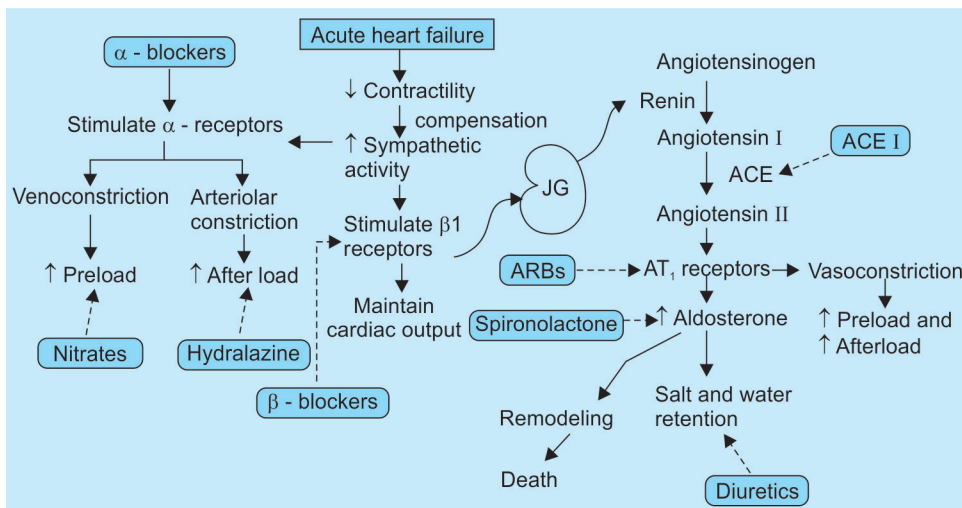 Acute heart failure
α - blockers
↓ Contractility
compensation
Stimulate α - receptors
↑ Sympathetic
activity
Venoconstriction
Arteriolar
constriction
Stimulate β1
receptors
↑ Preload
↑ After load
Maintain
cardiac output
Nitrates
Hydralazine
β - blockers
JG
Angiotensinogen
Renin
Angiotensin I
ACE I
ACE
Angiotensin II
ARBs
AT₁ receptors
Vasoconstriction
Spironolactone
↑ Aldosterone
↑ Preload and
↑ Afterload
Remodeling
Salt and water
retention
Death
Diuretics